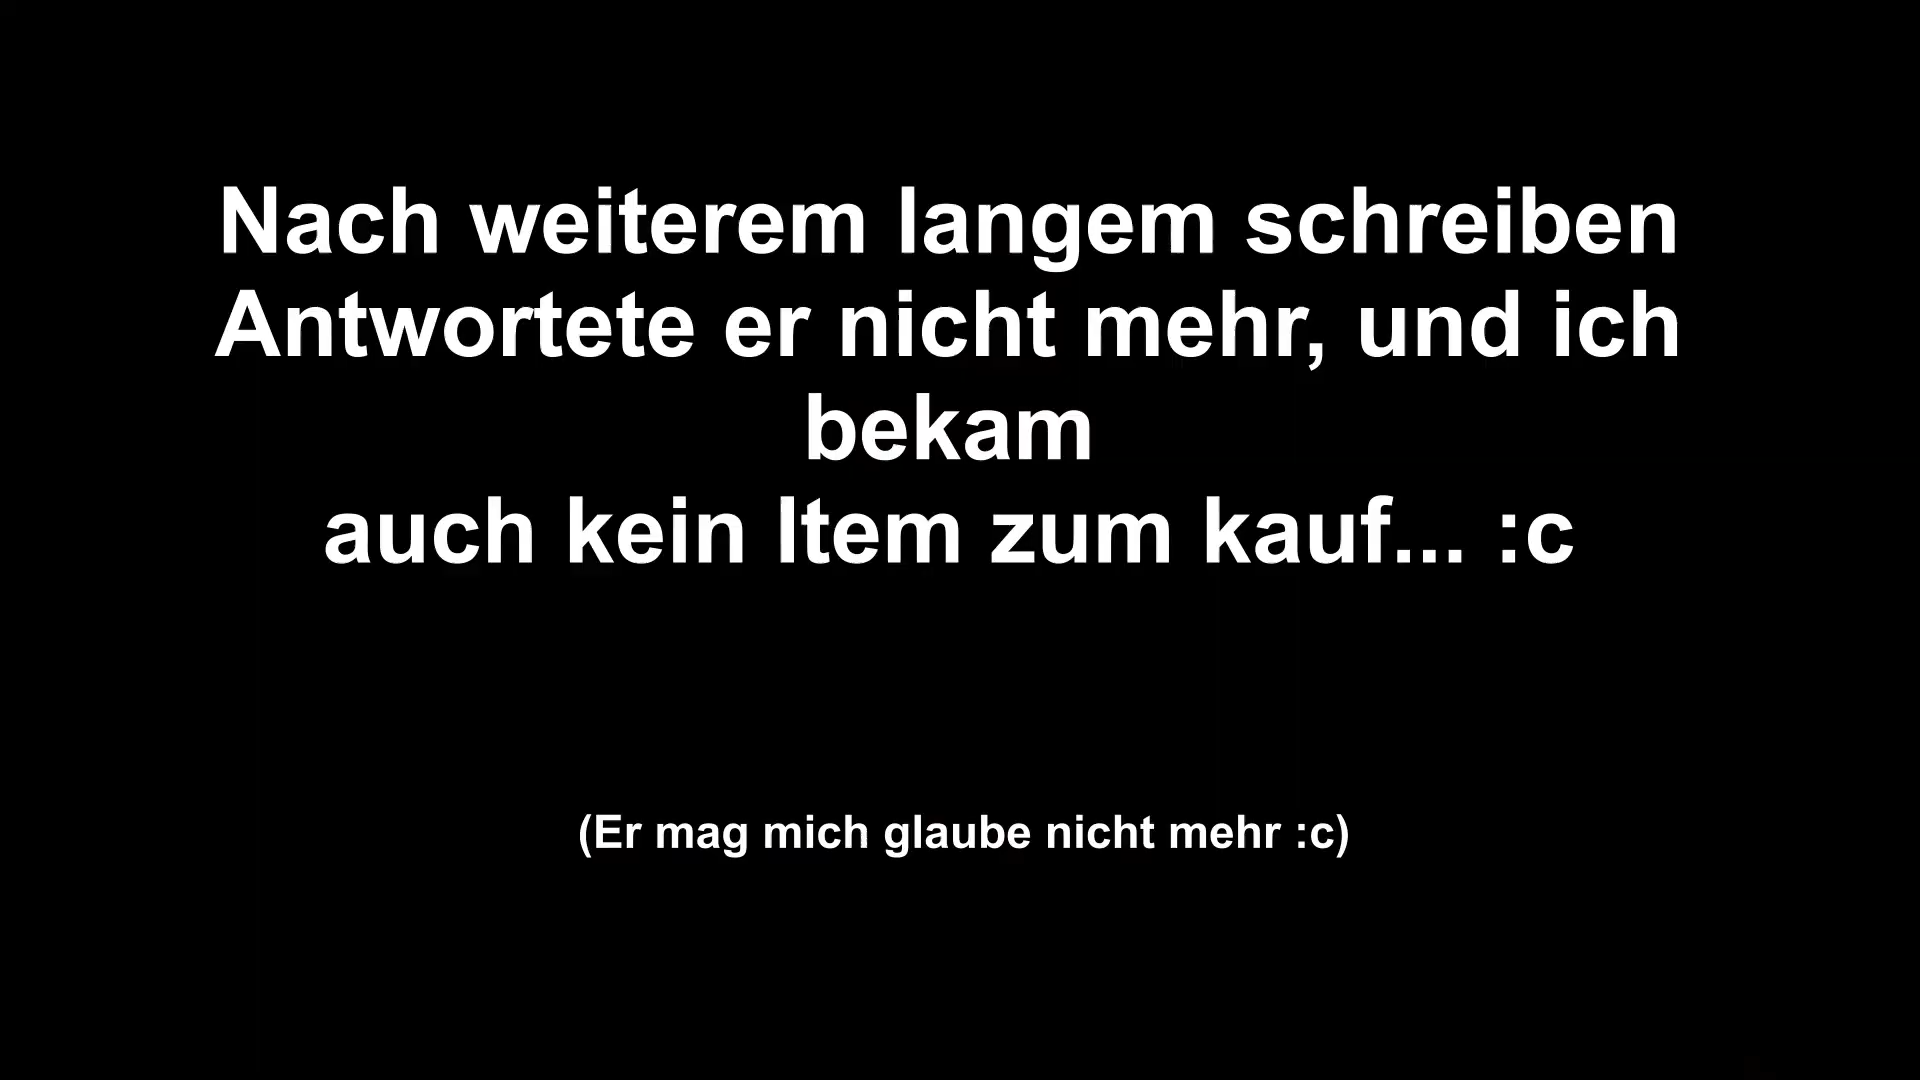 Nach weiterem langem schreiben
Antwortete er nicht mehr, und ich
bekam
auch kein Item zum kauf... :c
(Er mag mich glaube nicht mehr :c)